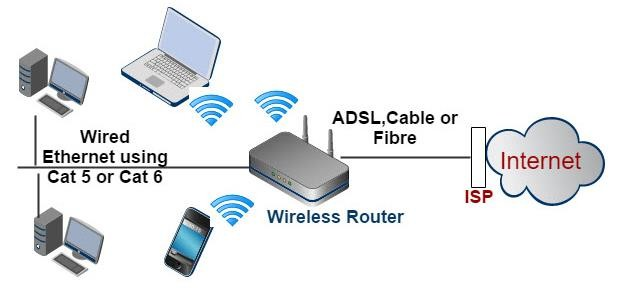 ADSL,Cable or
Fibre
Wired
Ethernet using
Cat 5 or Cat 6
Internet
ISP
Wireless Router